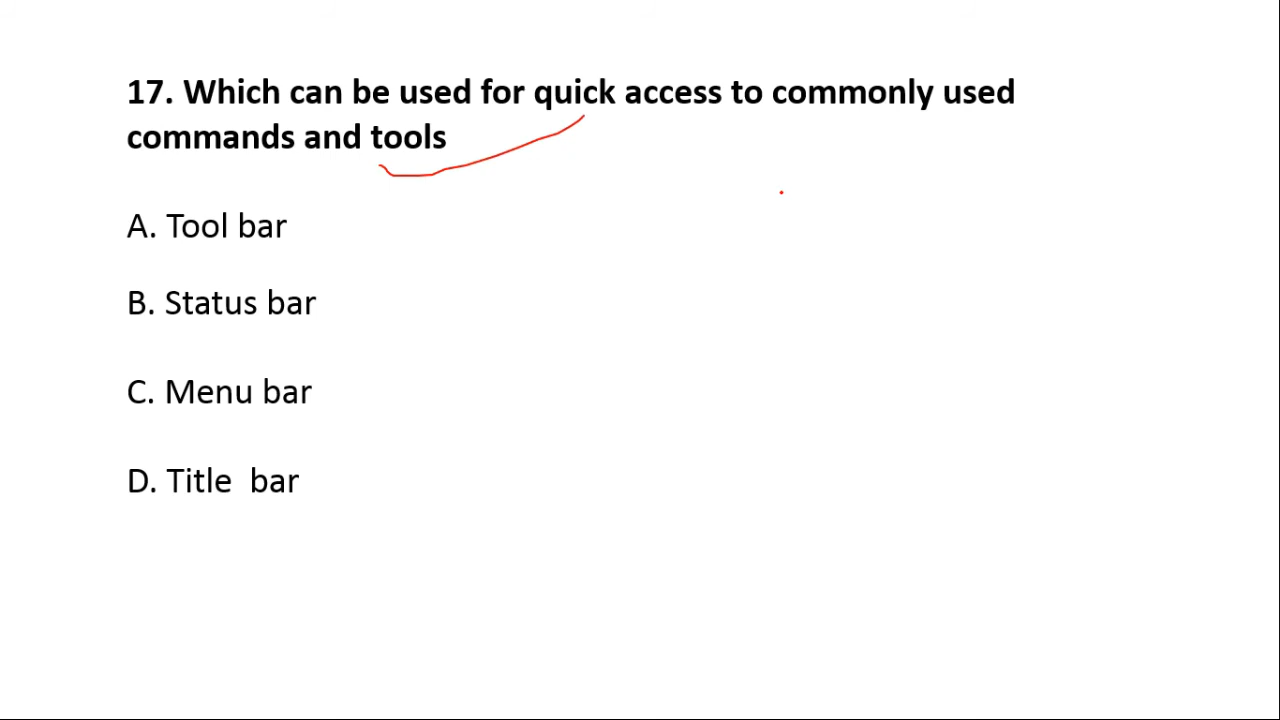 17. Which can be used for quick access to commonly used
commands and tools
A. Tool bar
B. Status bar
C. Menu bar
D. Title  bar